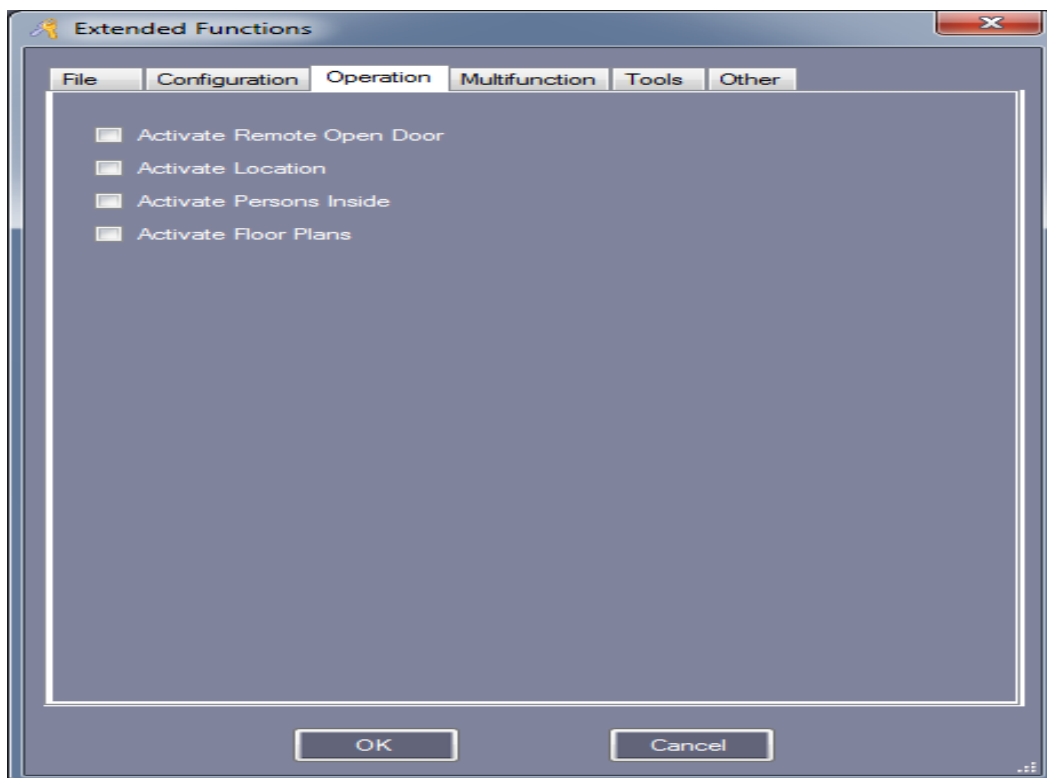 Extended Functions
File Configuration Operation Multifunction Tools Other
Activate Remote Open Door
Activate Location
Activate Persons Inside
Activate Floor Plans
OK Cancel